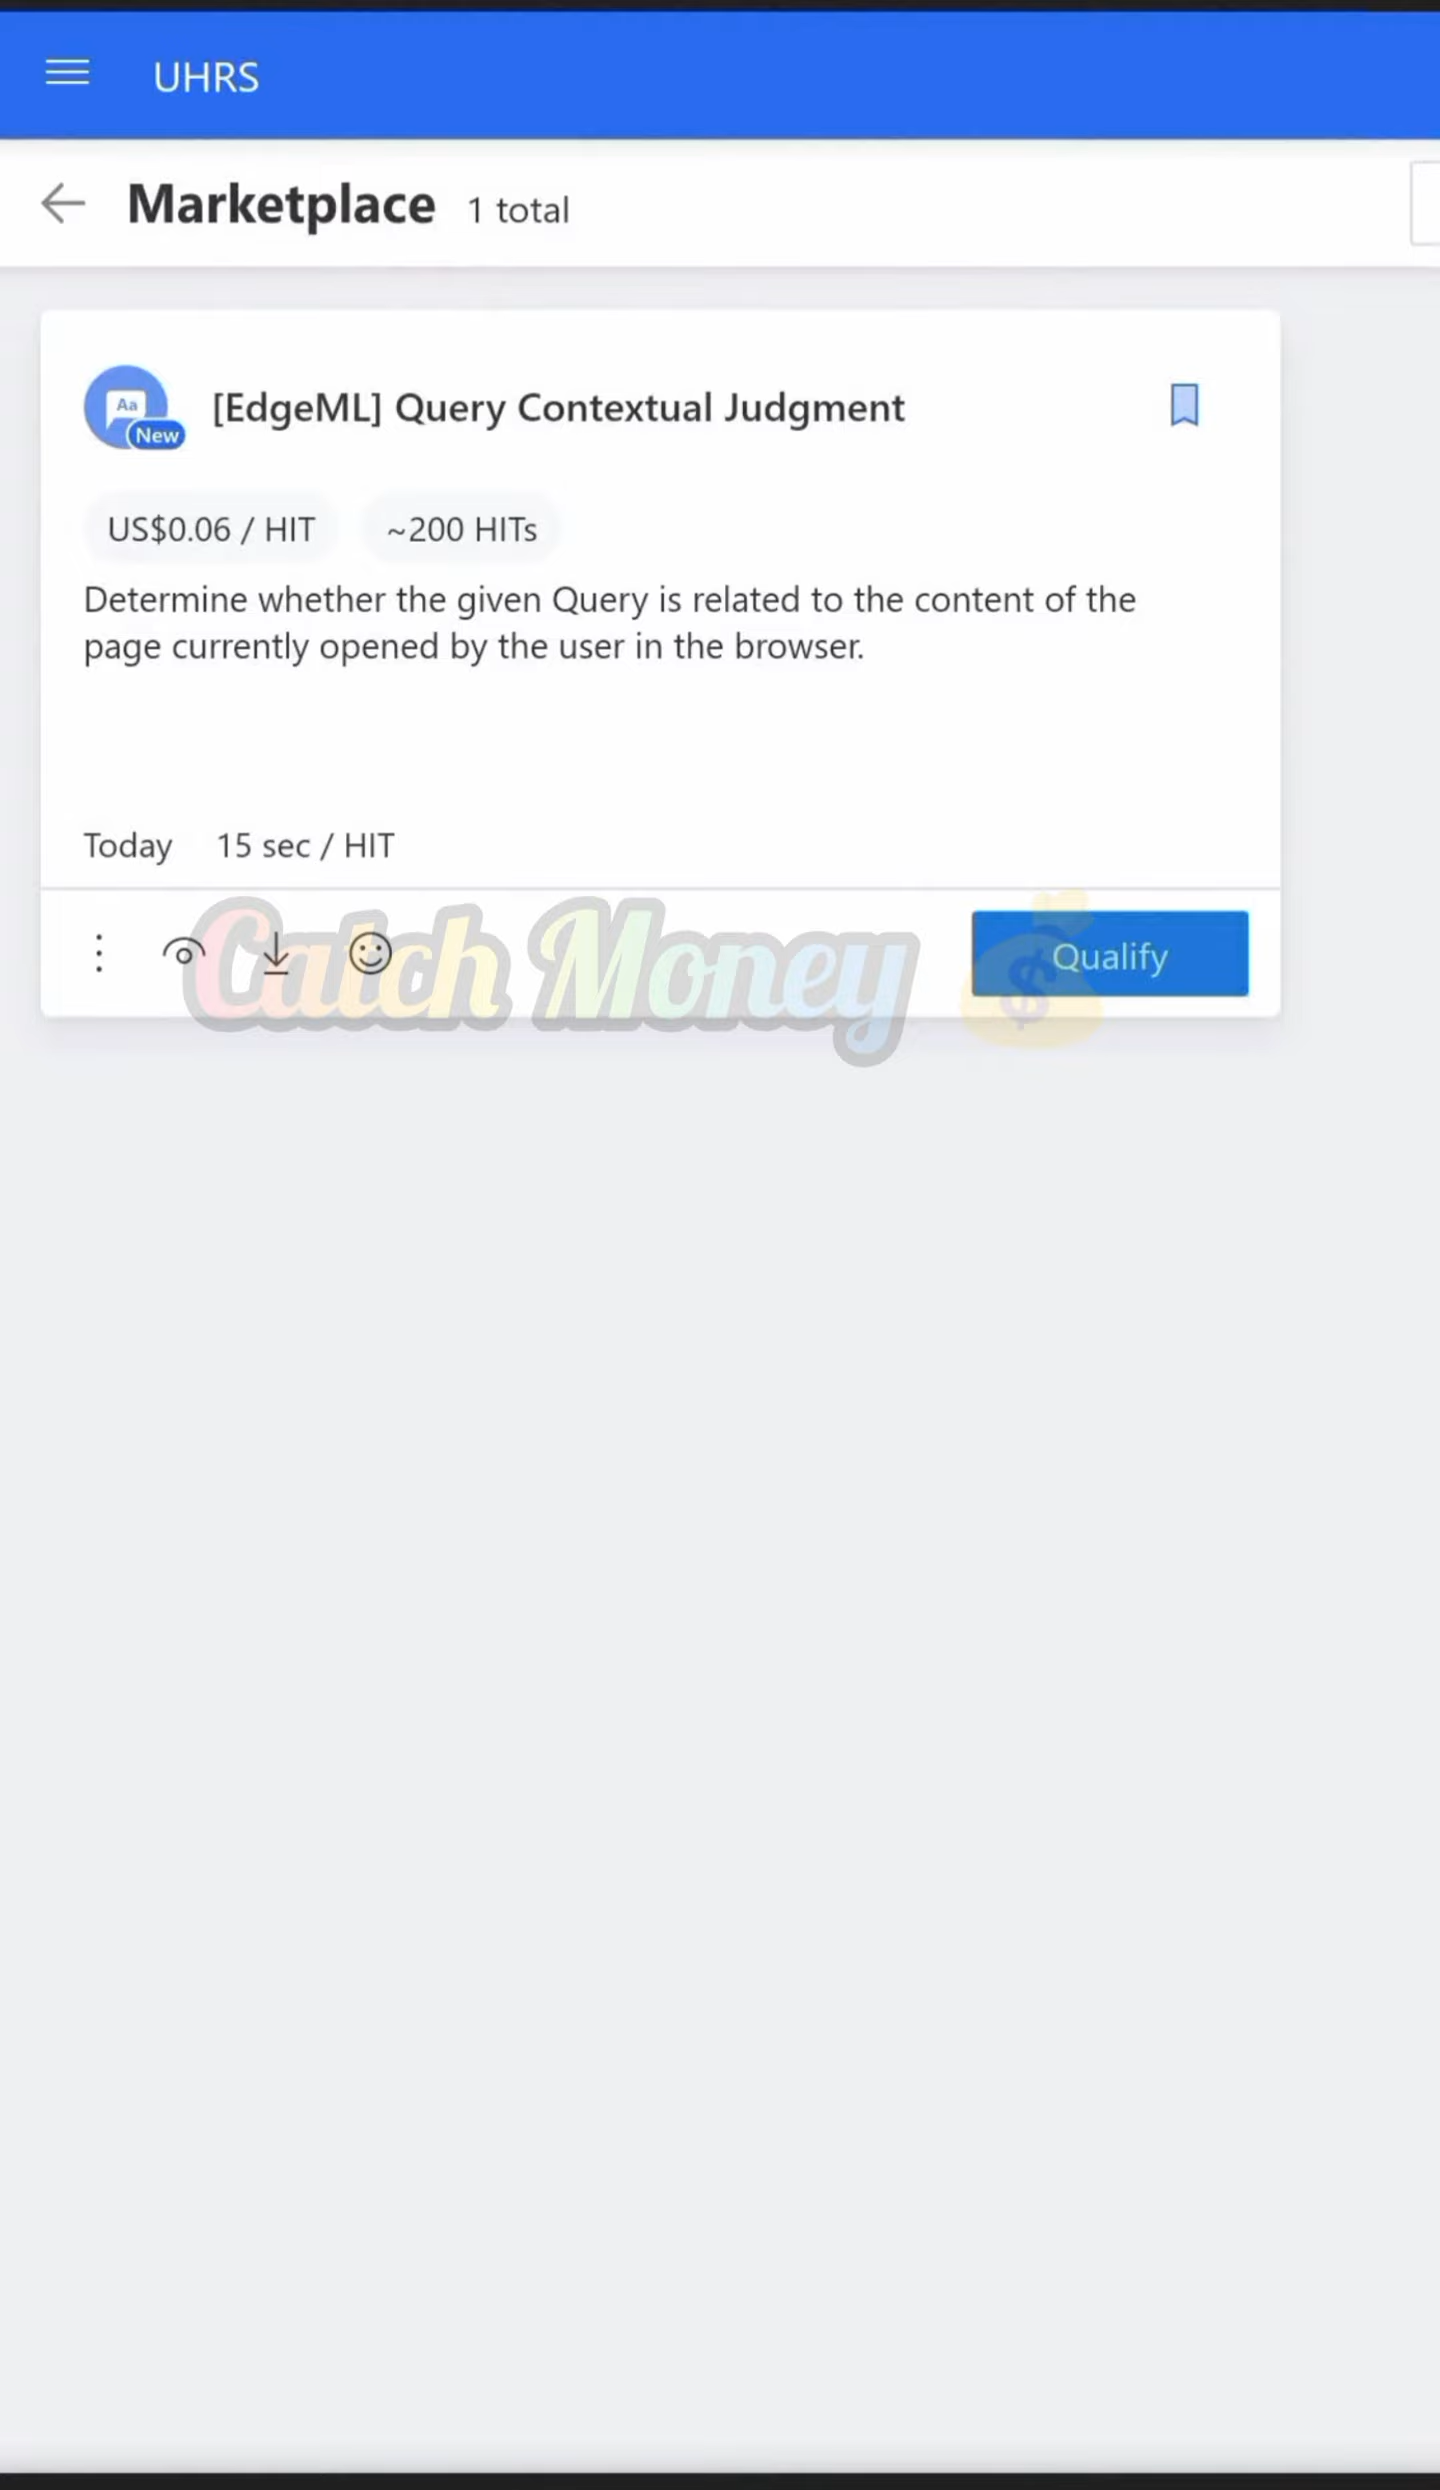 UHRS
Marketplace 1 total
Aa
New
[EdgeML] Query Contextual Judgment
US$0.06 / HIT ~200 HITs
Determine whether the given Query is related to the content of the
page currently opened by the user in the browser.
Today 15 sec / HIT
Catch Money
$
Qualify